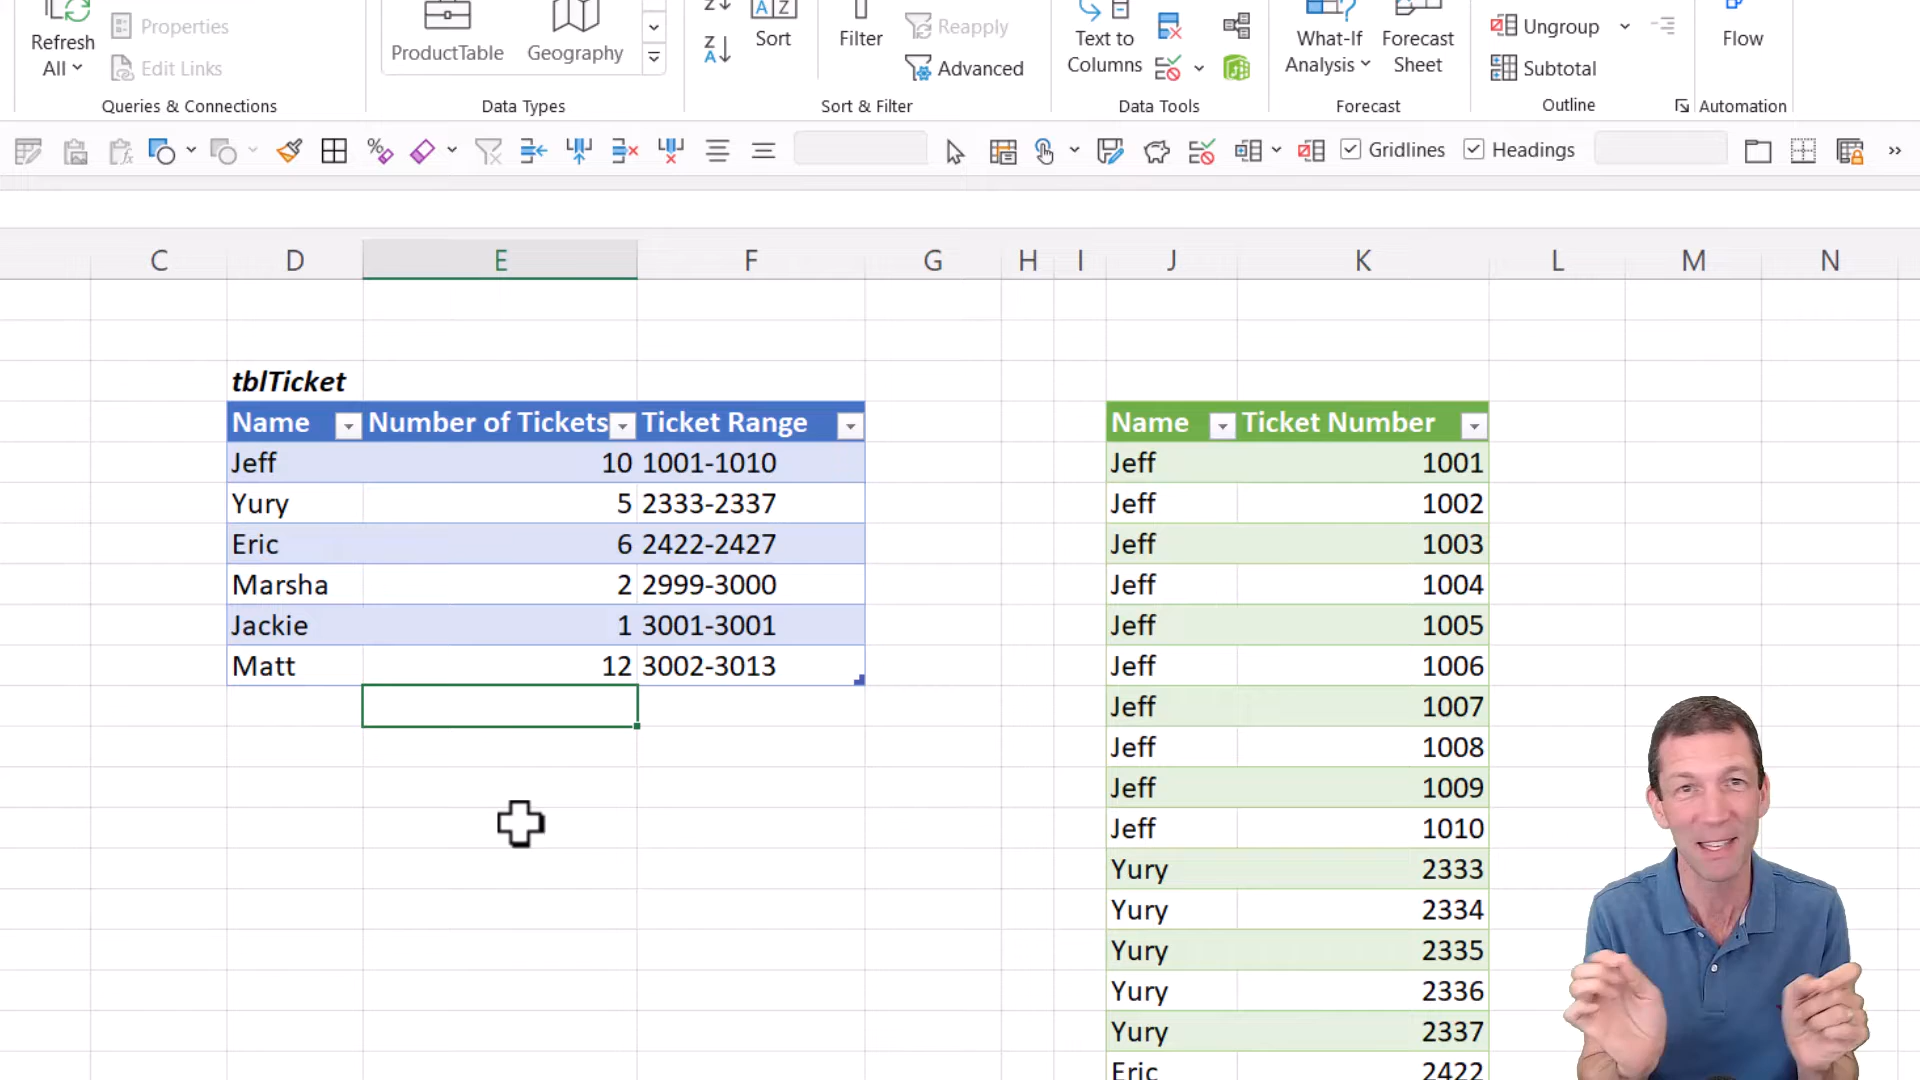 Refresh
All
Properties
Edit Links
Queries & Connections
ProductTable
Geography
Data Types
Sort
Filter
Reapply
Advanced
Sort & Filter
Text to
Columns
Data Tools
What-If
Analysis
Forecast
Sheet
Forecast
Ungroup
Subtotal
Outline
Flow
Automation
Gridlines
Headings
C D E F G H I J K L M N
tblTicket
Name Number of Tickets Ticket Range
Jeff 10 1001-1010
Yury 5 2333-2337
Eric 6 2422-2427
Marsha 2 2999-3000
Jackie 1 3001-3001
Matt 12 3002-3013
Name Ticket Number
Jeff 1001
Jeff 1002
Jeff 1003
Jeff 1004
Jeff 1005
Jeff 1006
Jeff 1007
Jeff 1008
Jeff 1009
Jeff 1010
Yury 2333
Yury 2334
Yury 2335
Yury 2336
Yury 2337
Eric 2422